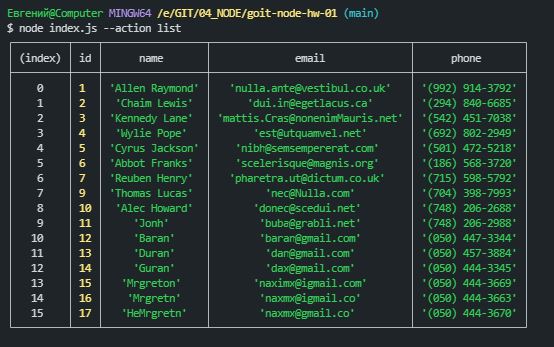 Евгений@Computer MINGW64 /e/GIT/04_NODE/goit-node-hw-01 (main)
$ node index.js --action list
(index) id name email phone
0 1 'Allen Raymond' 'nulla.ante@vestibul.co.uk' '(992) 914-3792'
1 2 'Chaim Lewis' 'dui.in@egetlacus.ca' '(294) 840-6685'
2 3 'Kennedy Lane' 'mattis.Cras@nonenimMauris.net' '(542) 451-7038'
3 4 'Wylie Pope' 'est@utquamvel.net' '(692) 802-2949'
4 5 'Cyrus Jackson' 'nibh@semsempererat.com' '(501) 472-5218'
5 6 'Abbot Franks' 'scelerisque@magnis.org' '(186) 568-3720'
6 7 'Reuben Henry' 'pharetra.ut@dictum.co.uk' '(715) 598-5792'
7 9 'Thomas Lucas' 'nec@Nulla.com' '(704) 398-7993'
8 10 'Alec Howard' 'donec@scedui.net' '(748) 206-2688'
9 11 'Jonh' 'buba@grabli.net' '(748) 206-2988'
10 12 'Baran' 'baran@gmail.com' '(050) 447-3344'
11 13 'Duran' 'dan@gmail.com' '(050) 457-3884'
12 14 'Guran' 'dax@gmail.com' '(050) 444-3345'
13 15 'Mrgreton' 'naximx@igmail.com' '(050) 444-3669'
14 16 'Mrgretn' 'naxmx@igmail.co' '(050) 444-3663'
15 17 'HeMrgretn' 'naxmx@gmail.co' '(050) 444-3670'